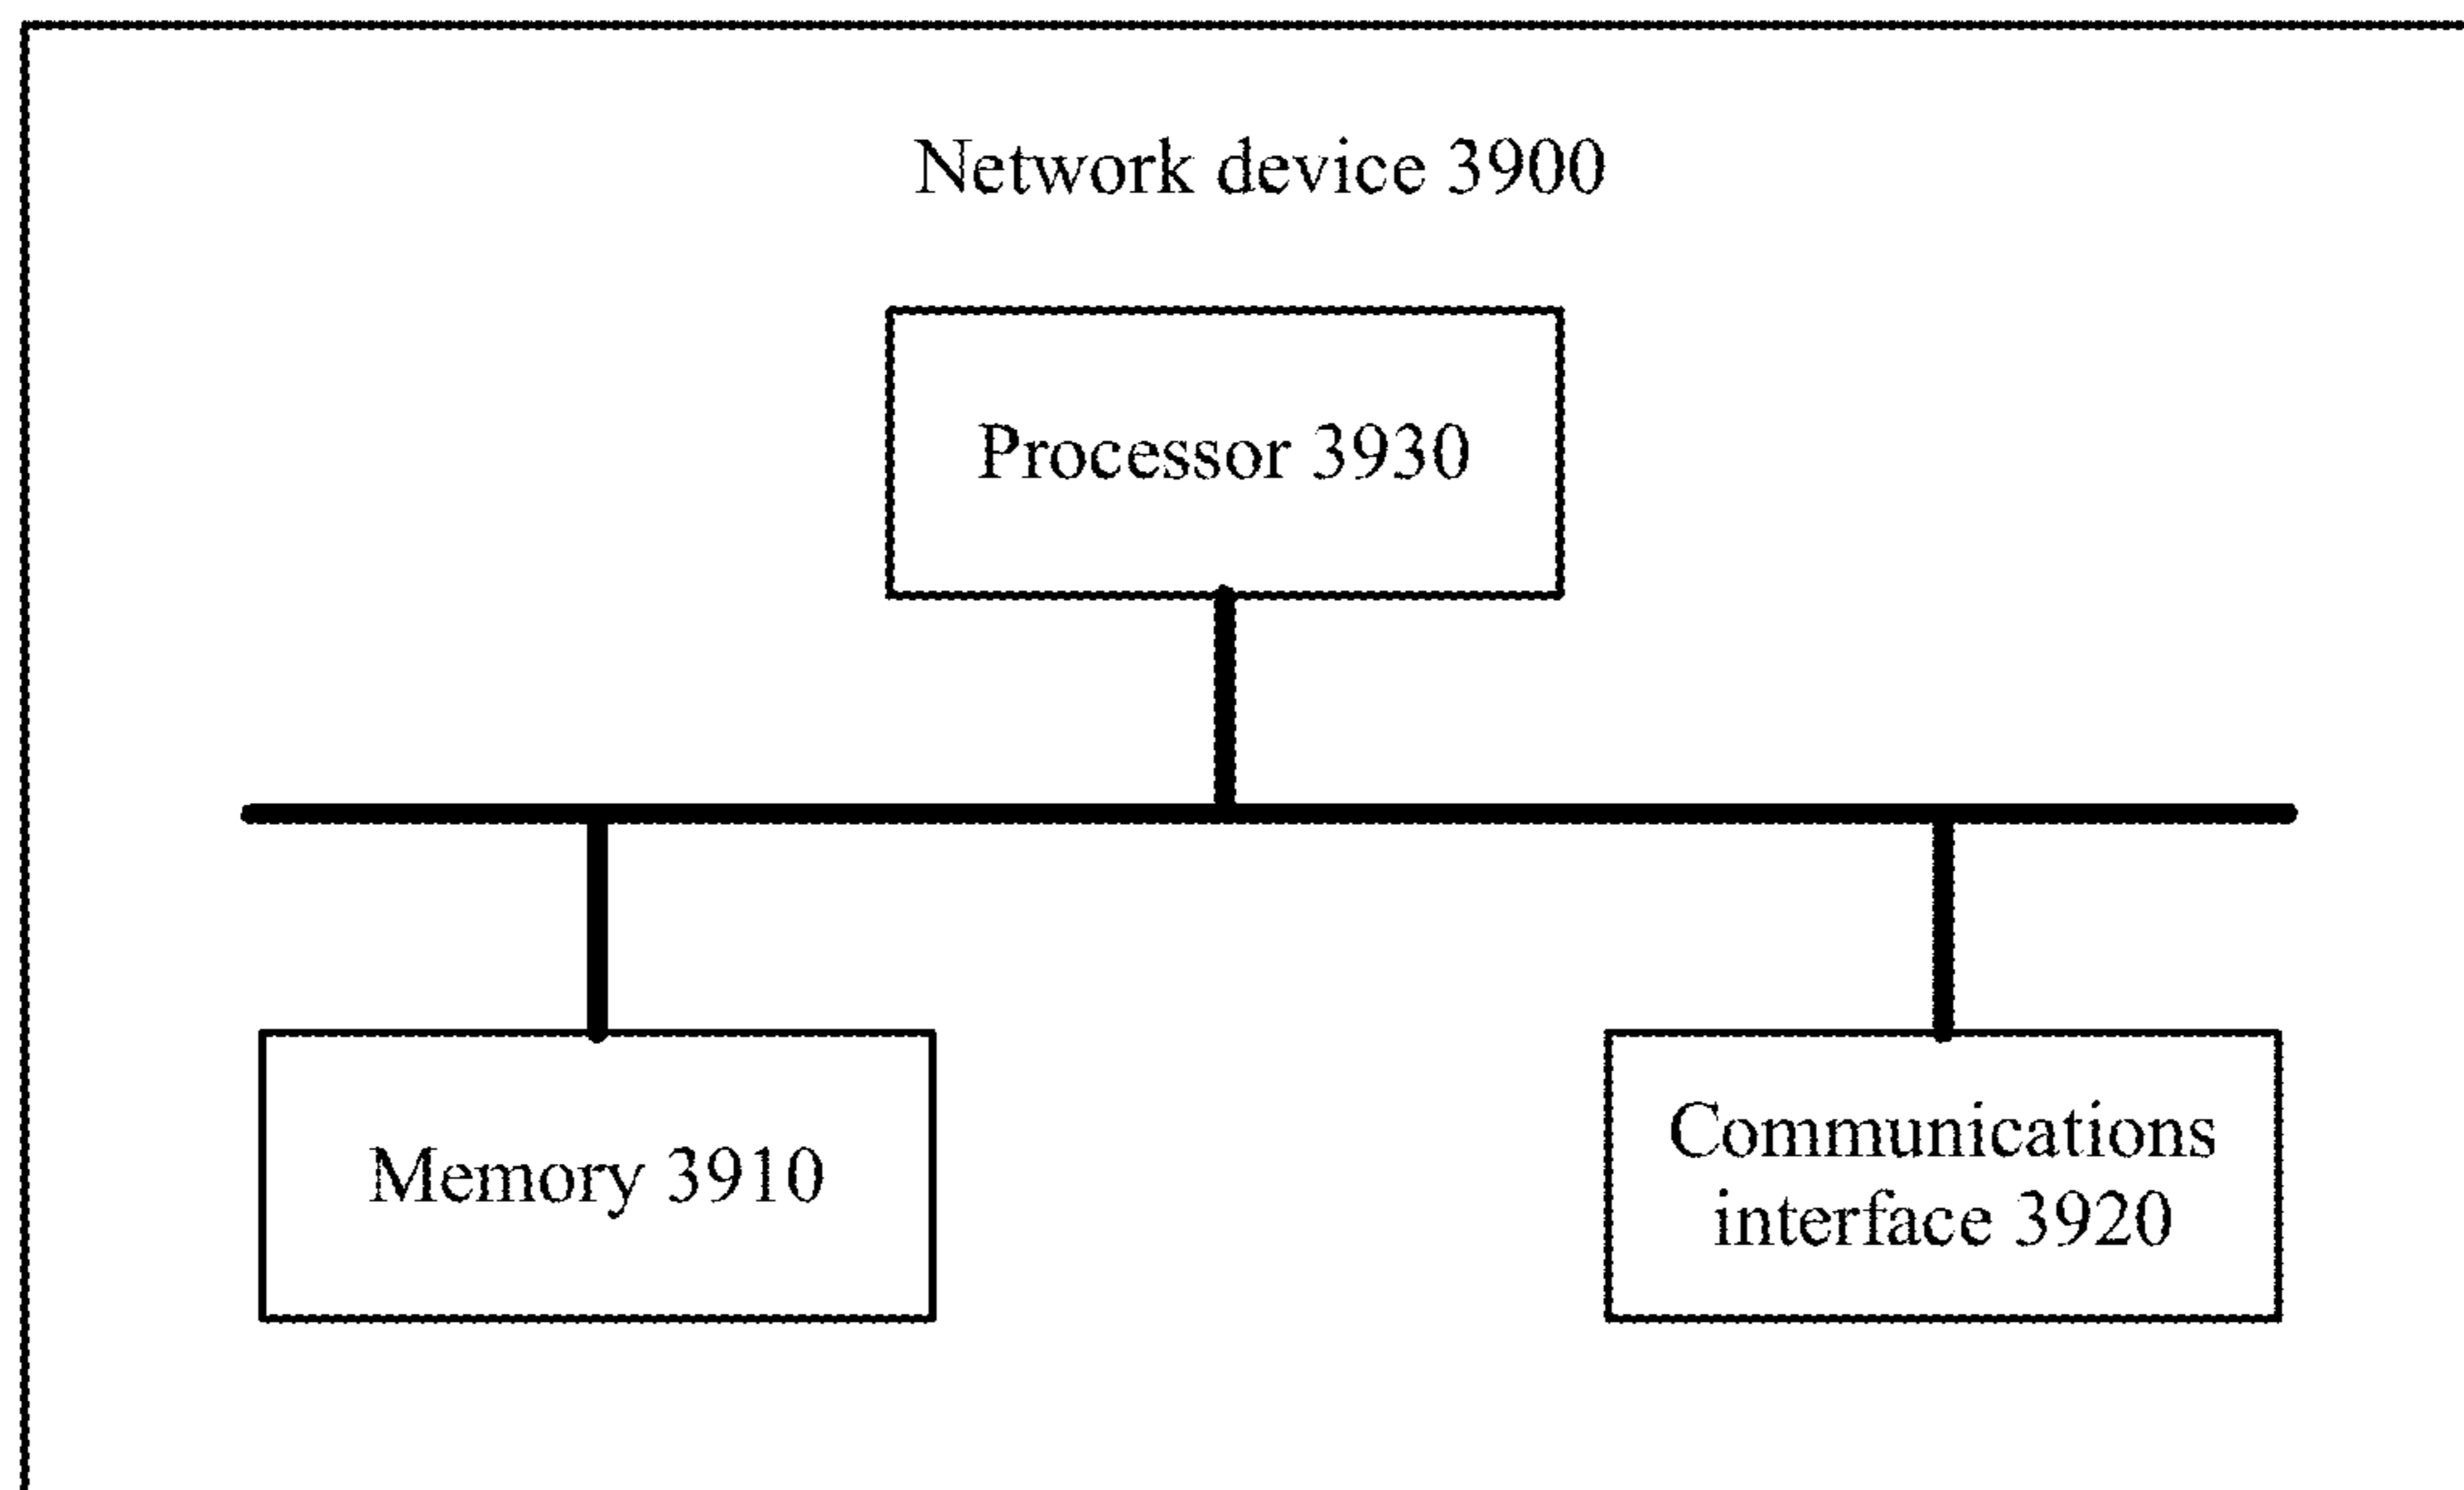 Network device 3900
Processor 3930
Memory 3910
Communications
interface 3920